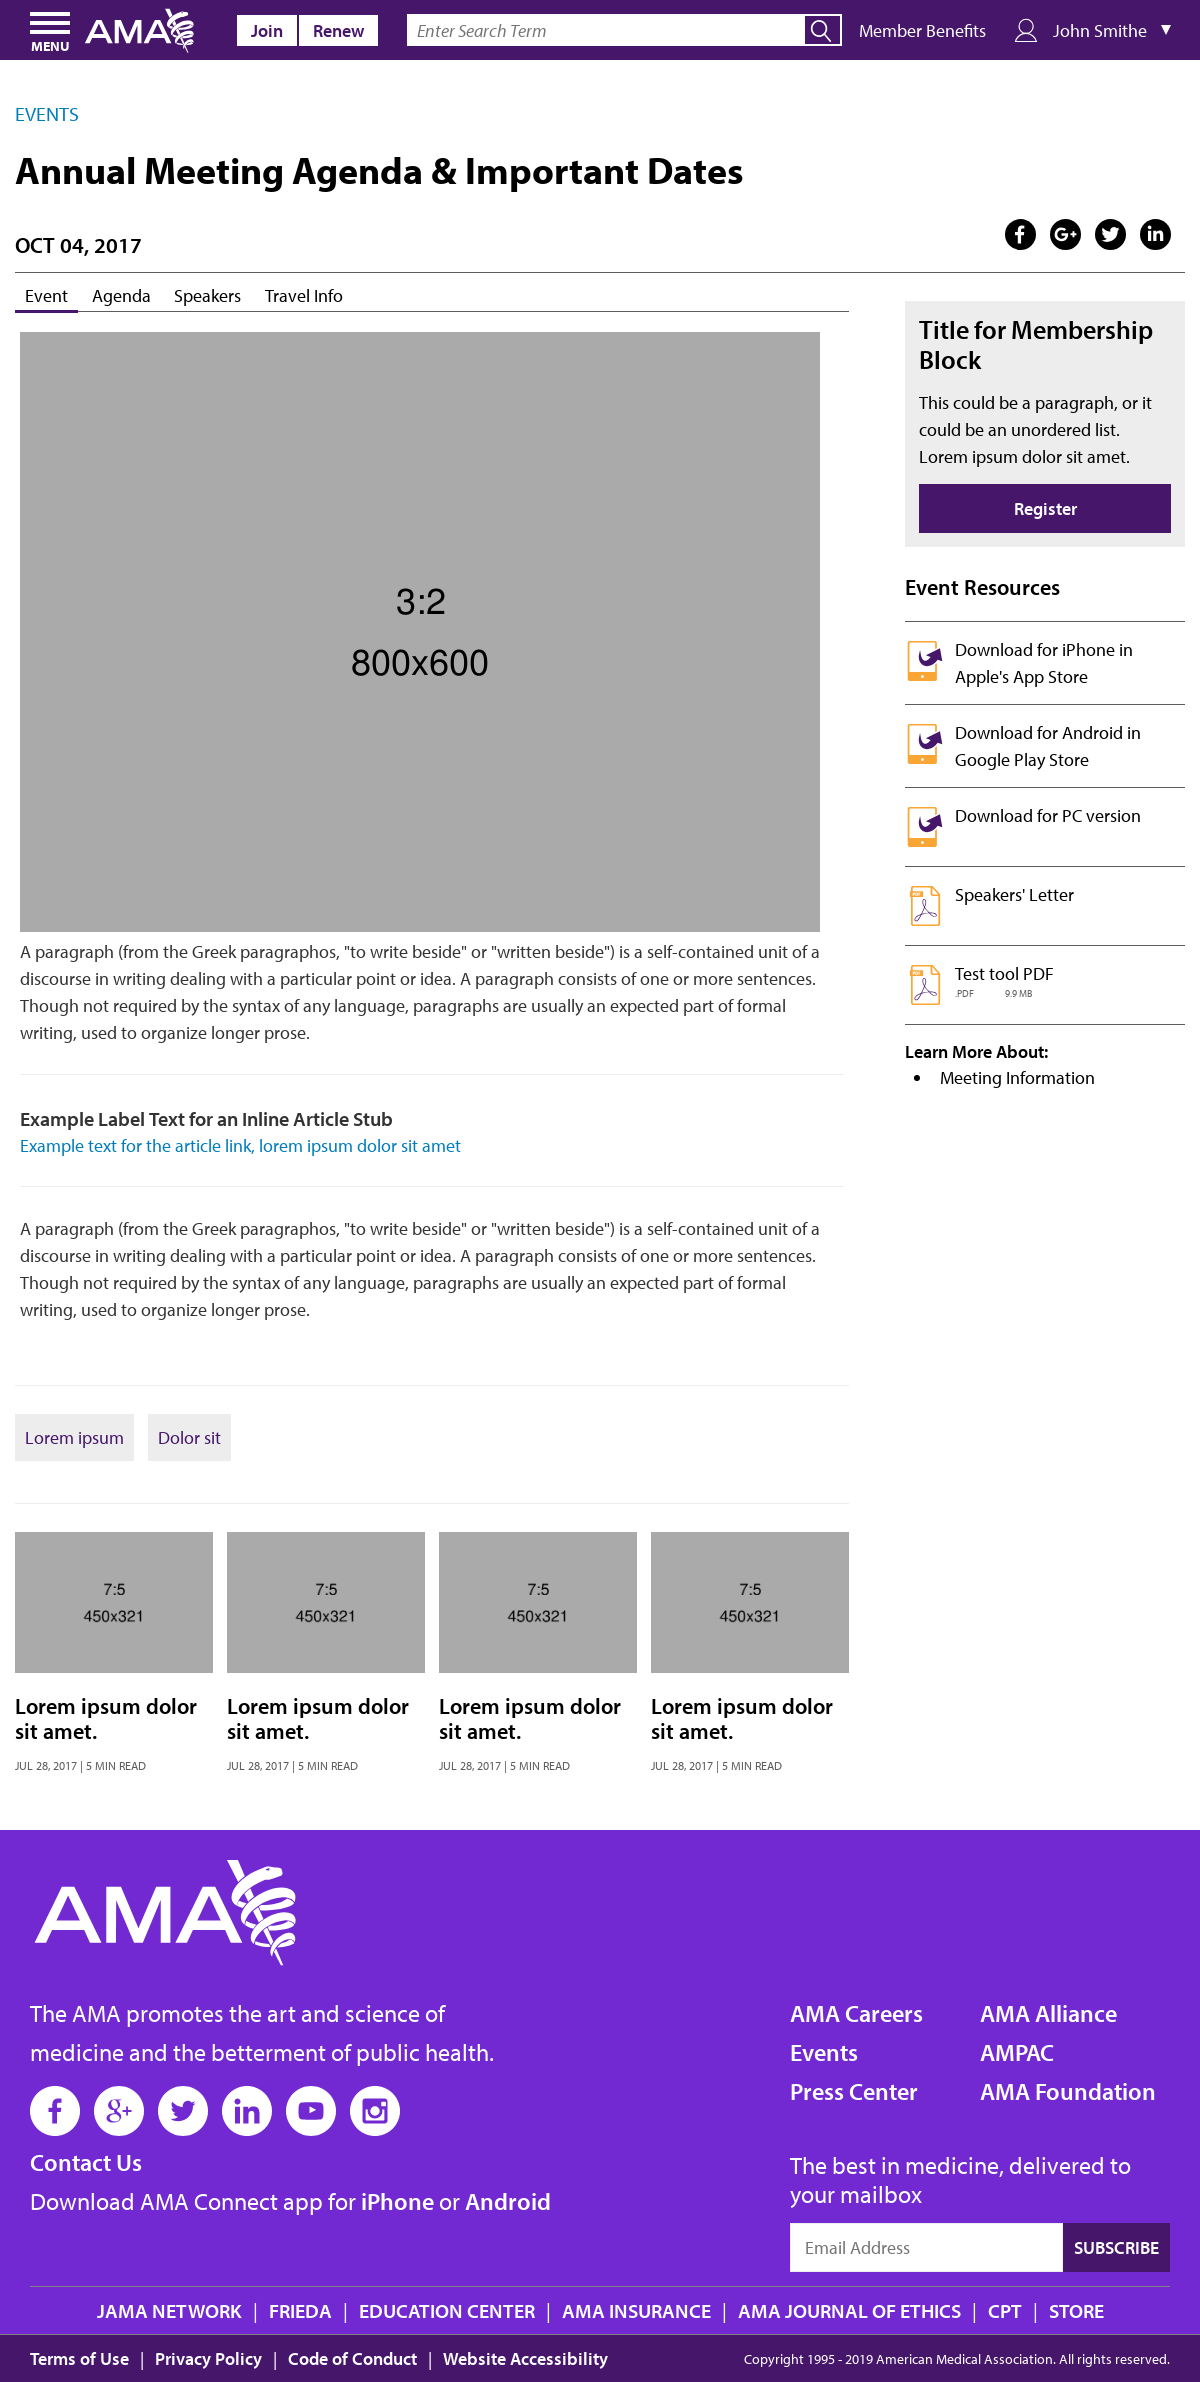 MENU
AMA
Join
Renew
Enter Search Term
Member Benefits
John Smithe
EVENTS
Annual Meeting Agenda & Important Dates
OCT 04, 2017
Event
Agenda
Speakers
Travel Info
3:2
800x600
A paragraph (from the Greek paragraphos, "to write beside" or "written beside") is a self-contained unit of a
discourse in writing dealing with a particular point or idea. A paragraph consists of one or more sentences.
Though not required by the syntax of any language, paragraphs are usually an expected part of formal
writing, used to organize longer prose.
Example Label Text for an Inline Article Stub
Example text for the article link, lorem ipsum dolor sit amet
A paragraph (from the Greek paragraphos, "to write beside" or "written beside") is a self-contained unit of a
discourse in writing dealing with a particular point or idea. A paragraph consists of one or more sentences.
Though not required by the syntax of any language, paragraphs are usually an expected part of formal
writing, used to organize longer prose.
Lorem ipsum
Dolor sit
Title for Membership
Block
This could be a paragraph, or it
could be an unordered list.
Lorem ipsum dolor sit amet.
Register
Event Resources
Download for iPhone in
Apple's App Store
Download for Android in
Google Play Store
Download for PC version
Speakers' Letter
Test tool PDF
.PDF 9.9 MB
Learn More About:
Meeting Information
7:5
450x321
Lorem ipsum dolor
sit amet.
JUL 28, 2017 | 5 MIN READ
7:5
450x321
Lorem ipsum dolor
sit amet.
JUL 28, 2017 | 5 MIN READ
7:5
450x321
Lorem ipsum dolor
sit amet.
JUL 28, 2017 | 5 MIN READ
7:5
450x321
Lorem ipsum dolor
sit amet.
JUL 28, 2017 | 5 MIN READ
AMA
The AMA promotes the art and science of
medicine and the betterment of public health.
Contact Us
Download AMA Connect app for iPhone or Android
AMA Careers
Events
Press Center
AMA Alliance
AMPAC
AMA Foundation
The best in medicine, delivered to
your mailbox
Email Address
SUBSCRIBE
JAMA NETWORK | FRIEDA | EDUCATION CENTER | AMA INSURANCE | AMA JOURNAL OF ETHICS | CPT | STORE
Terms of Use | Privacy Policy | Code of Conduct | Website Accessibility
Copyright 1995 - 2019 American Medical Association. All rights reserved.